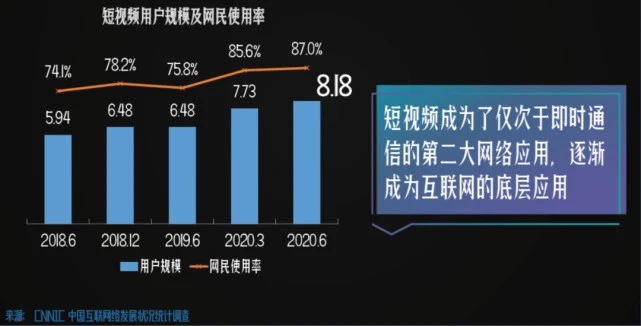 短视频用户规模及网民使用率
74.1%
78.2%
75.8%
85.6%
87.0%
5.94
6.48
6.48
7.73
8.18
2018.6
2018.12
2019.6
2020.3
2020.6
用户规模
网民使用率
短视频成为了仅次于即时通
信的第二大网络应用，逐渐
成为互联网的底层应用
来源: CNNIC 中国互联网络发展状况统计调查